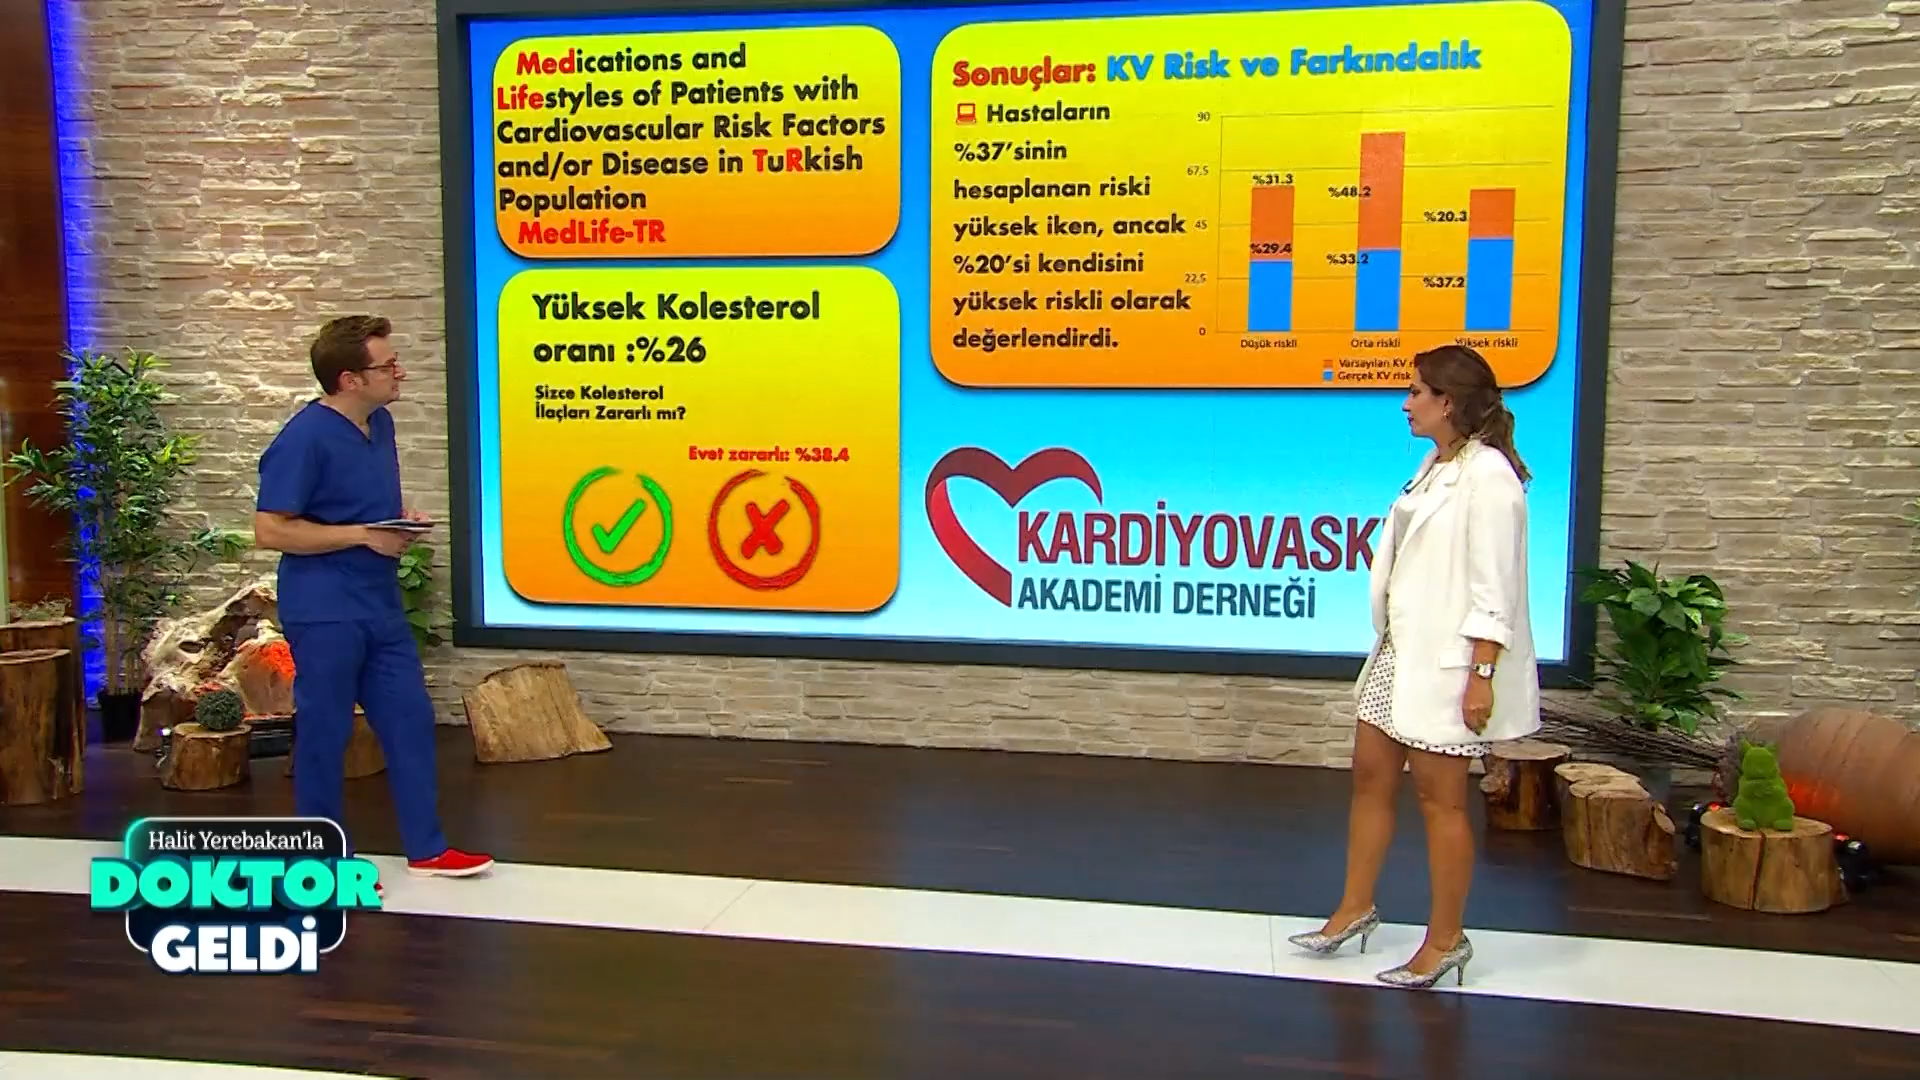 Medications and
Lifestyles of Patients with
Cardiovascular Risk Factors
and/or Disease in TuRkish
Population
MedLife-TR
Yüksek Kolesterol
oranı :%26
Sizce Kolesterol
İlaçları Zararlı mı?
Evet zararlı: %38.4
Sonuçlar: KV Risk ve Farkındalık
Hastaların
%37'sinin
hesaplanan riski
yüksek iken, ancak
%20'si kendisini
yüksek riskli olarak
değerlendirdi.
90
67,5
45
22,5
0
%31.3
%29.4
%48.2
%33.2
%20.3
%37.2
Düşük riskli
Orta riskli
Yüksek riskli
Varsayılan KV
Gerçek KV risk
KARDİYOVASK
AKADEMİ DERNEĞİ
Halit Yerebakan'la
DOKTOR
GELDİ